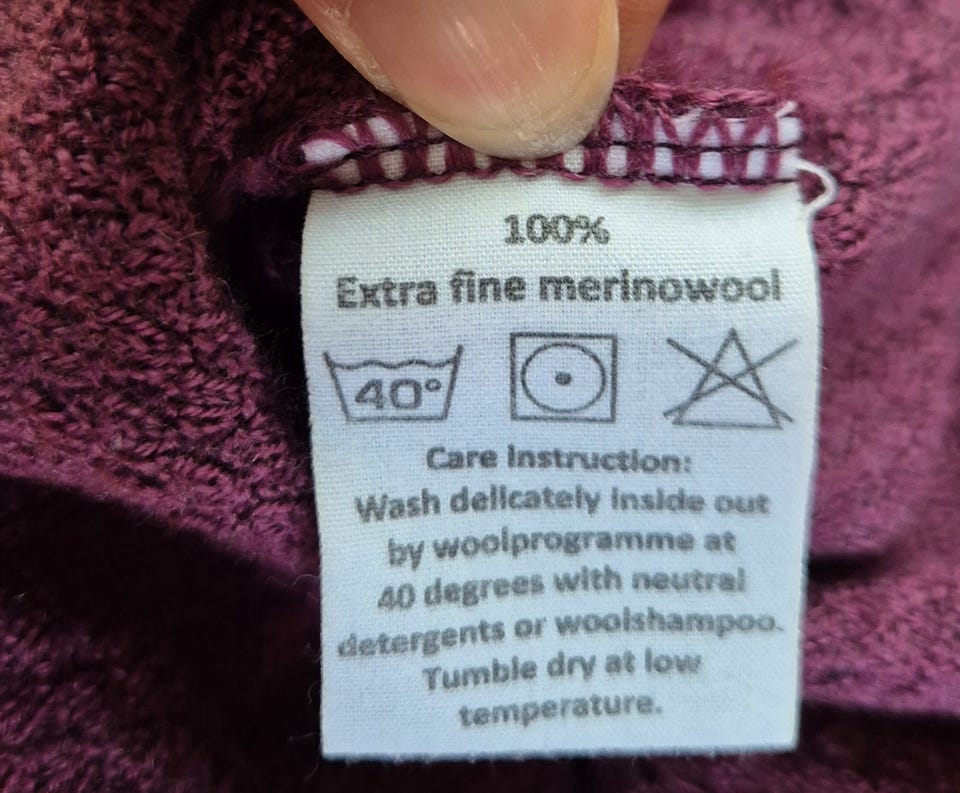 100%
Extra fine merinowool
40°
Care Instruction:
Wash delicately inside out
by woolprogramme at
40 degrees with neutral
detergents or woolshampoo.
Tumble dry at low
temperature.